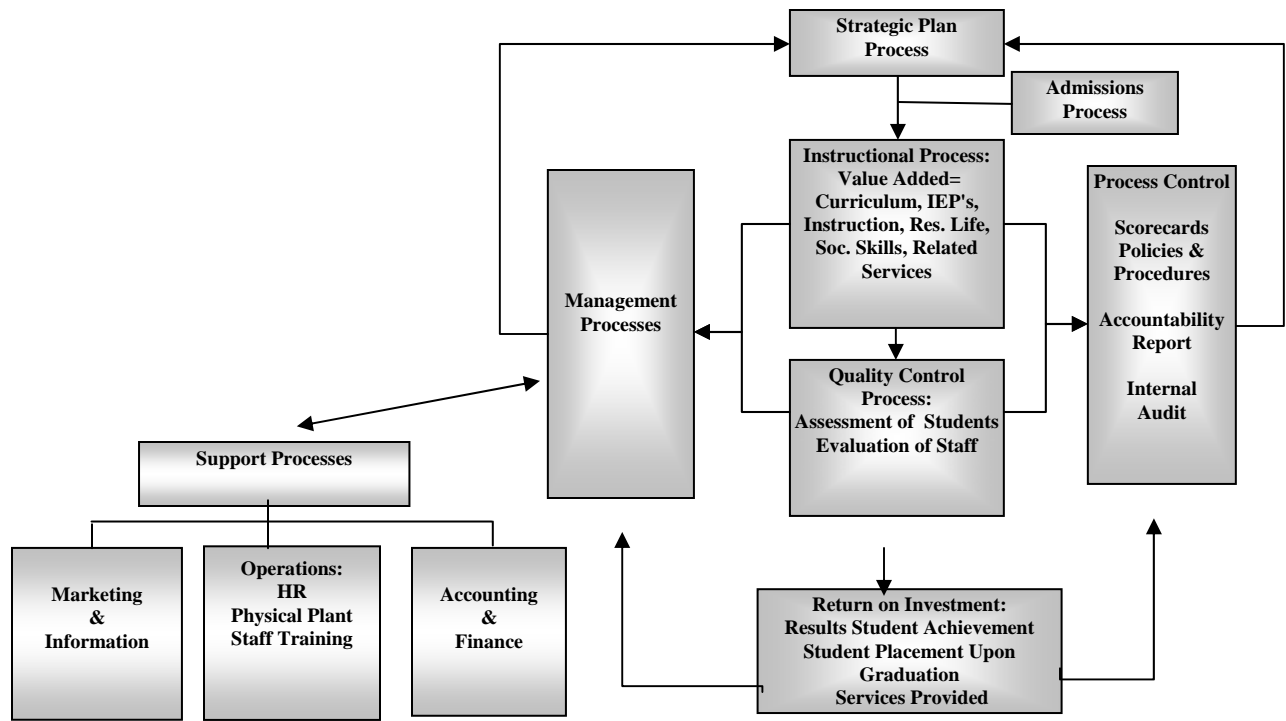 Strategic Plan
Process
Admissions
Process
Instructional Process:
Value Added=
Curriculum, IEP's,
Instruction, Res. Life,
Soc. Skills, Related
Services
Process Control
Scorecards
Policies &
Procedures
Accountability
Report
Internal
Audit
Management
Processes
Quality Control
Process:
Assessment of Students
Evaluation of Staff
Support Processes
Marketing
&
Information
Operations:
HR
Physical Plant
Staff Training
Accounting
&
Finance
Return on Investment:
Results Student Achievement
Student Placement Upon
Graduation
Services Provided